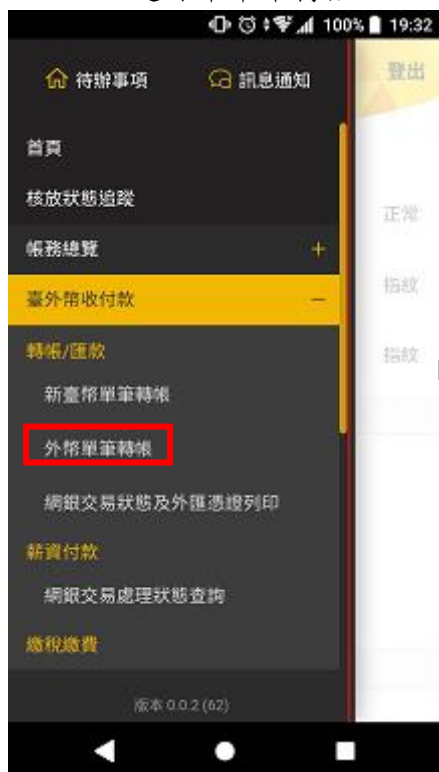 100% 19:32
待辦事項 訊息通知 登出
首頁
核放狀態追蹤
正常
帳務總覽 +
指紋
臺外幣收付款 −
轉帳/匯款
指紋
新臺幣單筆轉帳
外幣單筆轉帳
網銀交易狀態及外匯憑證列印
薪資付款
網銀交易處理狀態查詢
繳稅繳費
版本 0.0.2 (62)